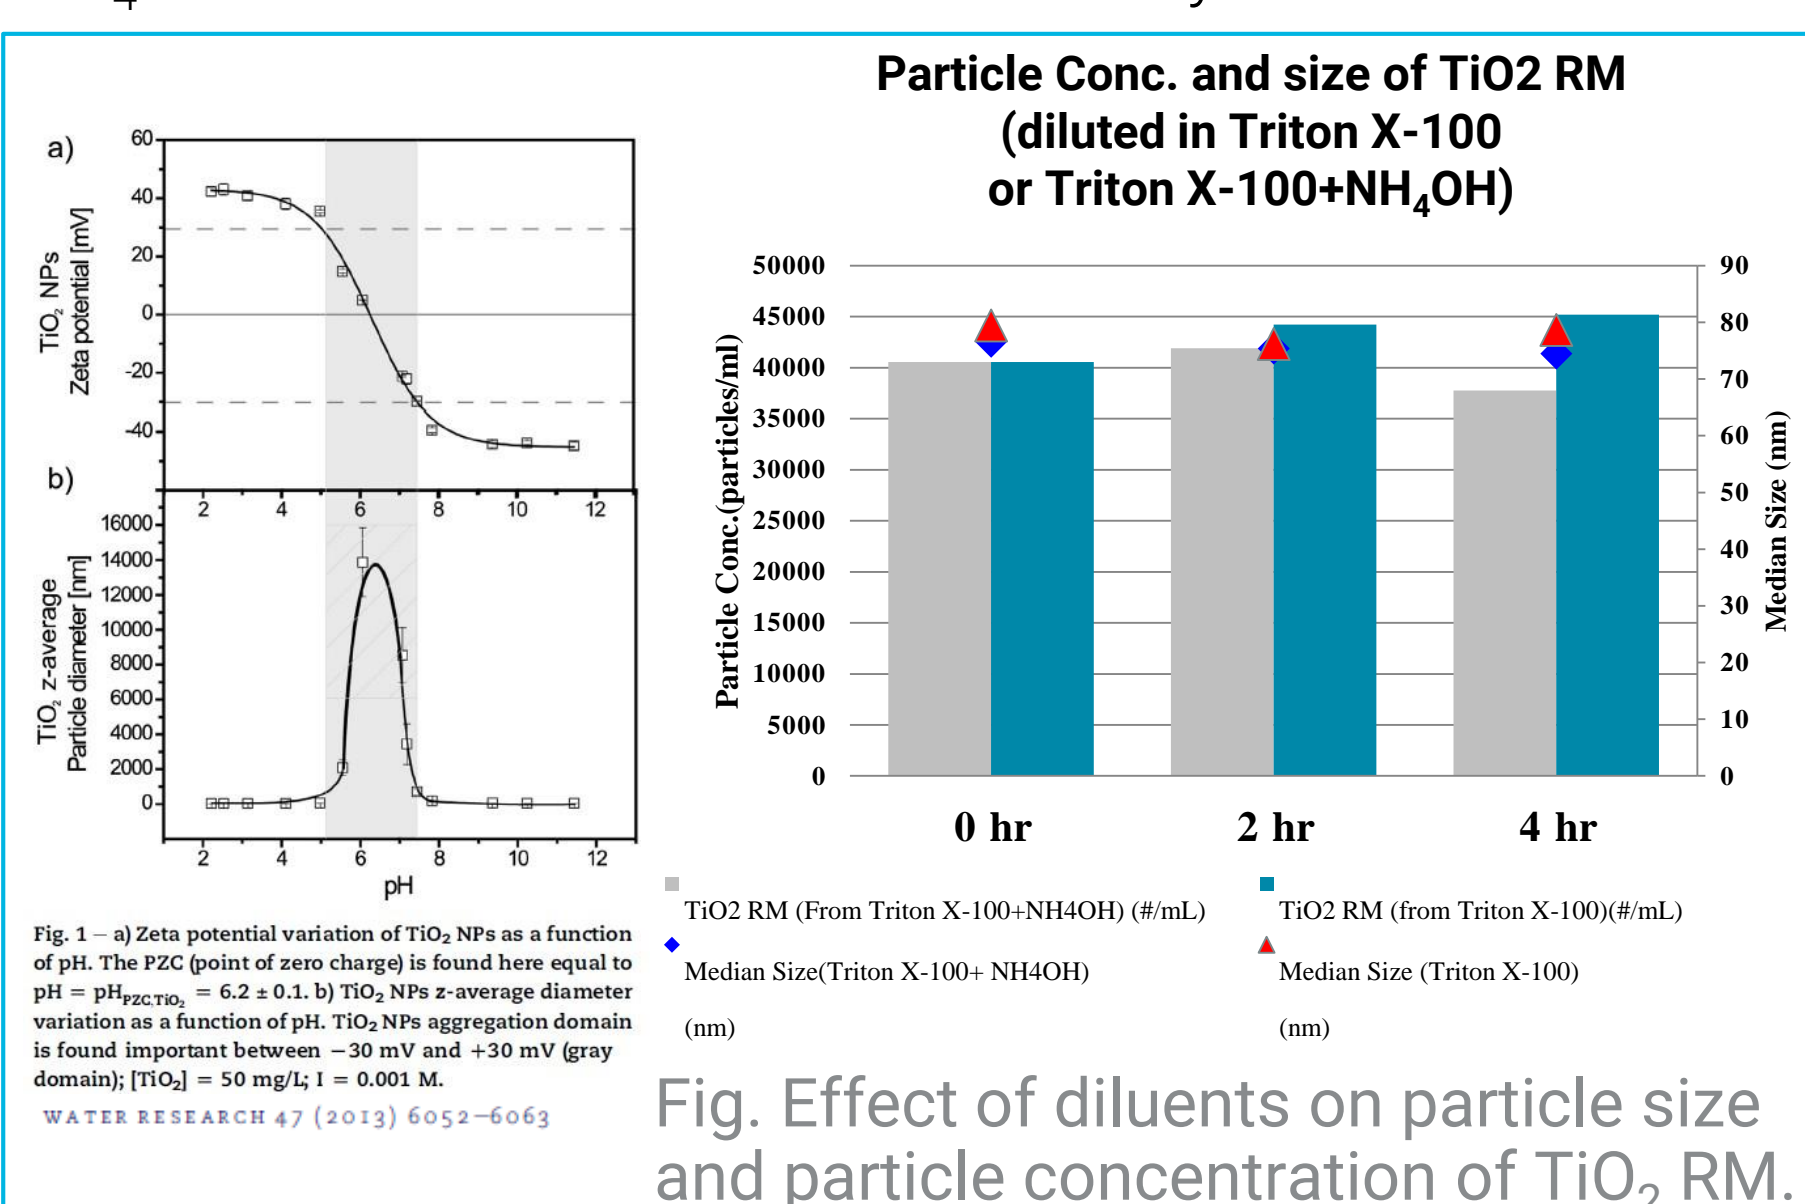 4
Particle Conc. and size of TiO2 RM
(diluted in Triton X-100
or Triton X-100+NH₄OH)
a)
TiO₂ NPs
Zeta potential [mV]
60
40
20
0
-20
-40
2 4 6 8 10 12
b)
TiO₂ z-average
Particle diameter [nm]
16000
14000
12000
10000
8000
6000
4000
2000
0
2 4 6 8 10 12
pH
Fig. 1 – a) Zeta potential variation of TiO₂ NPs as a function
of pH. The PZC (point of zero charge) is found here equal to
pH = pH_PZC,TiO₂ = 6.2 ± 0.1. b) TiO₂ NPs z-average diameter
variation as a function of pH. TiO₂ NPs aggregation domain
is found important between −30 mV and +30 mV (gray
domain); [TiO₂] = 50 mg/L; I = 0.001 M.
WATER RESEARCH 47 (2013) 6052–6063
Particle Conc.(particles/ml)
50000
45000
40000
35000
30000
25000
20000
15000
10000
5000
0
90
80
70
60
50
40
30
20
10
0
Median Size (nm)
0 hr 2 hr 4 hr
TiO2 RM (From Triton X-100+NH4OH) (#/mL)
TiO2 RM (from Triton X-100)(#/mL)
Median Size(Triton X-100+ NH4OH)
(nm)
Median Size (Triton X-100)
(nm)
Fig. Effect of diluents on particle size
and particle concentration of TiO₂ RM.